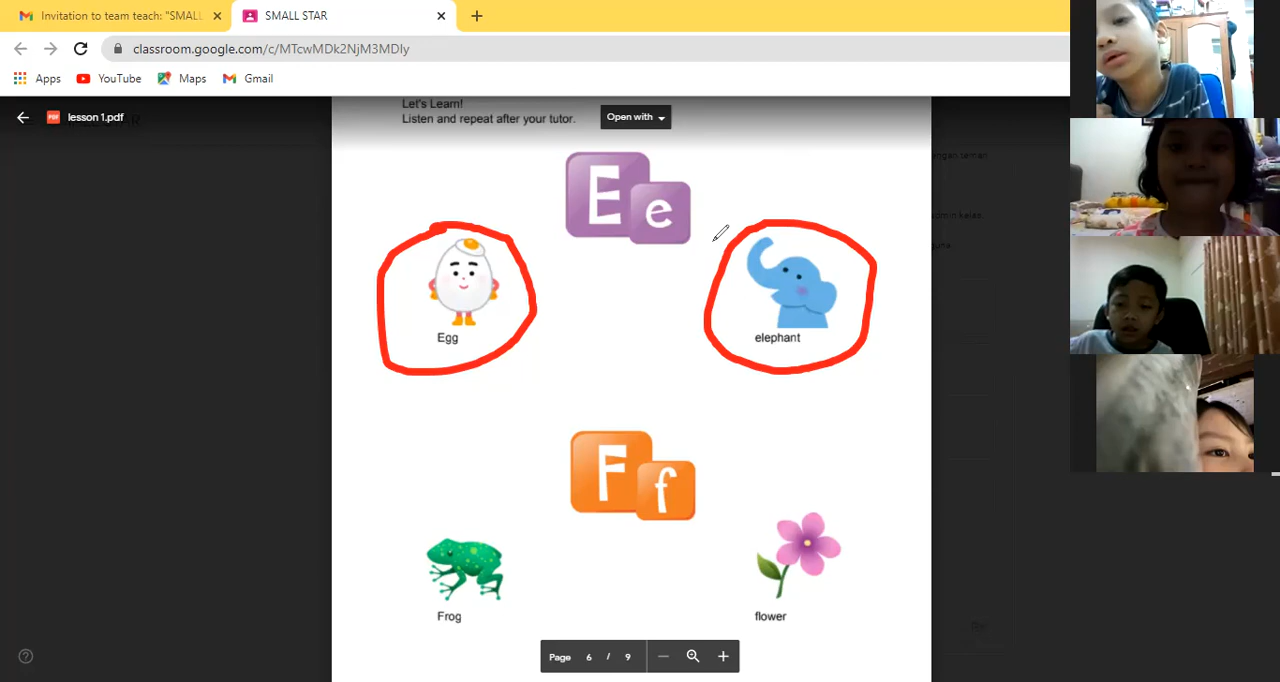 Invitation to team teach: "SMALL
SMALL STAR
classroom.google.com/c/MTcwMDk2NjM3MDIy
Apps YouTube Maps Gmail
lesson 1.pdf
Open with
Let's Learn!
Listen and repeat after your tutor.
E e
Egg
elephant
F f
Frog
flower
Page 6 / 9